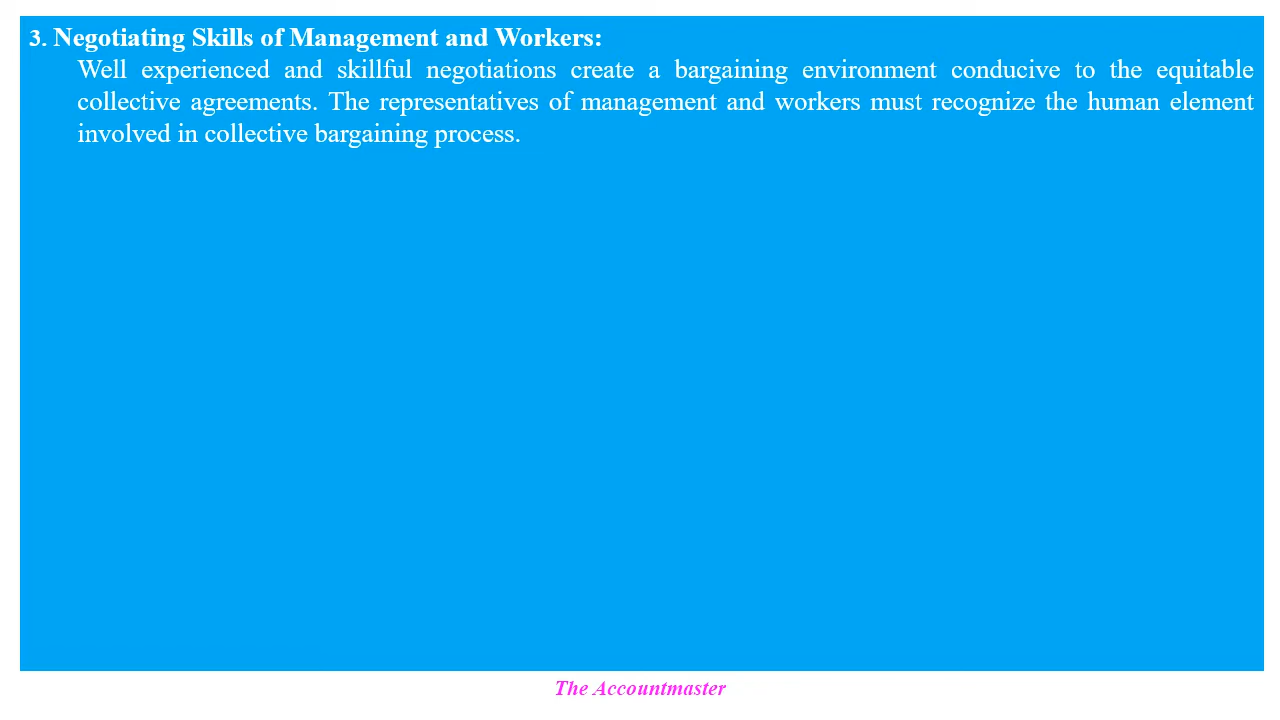 3. Negotiating Skills of Management and Workers:
Well experienced and skillful negotiations create a bargaining environment conducive to the equitable
collective agreements. The representatives of management and workers must recognize the human element
involved in collective bargaining process.
The Accountmaster